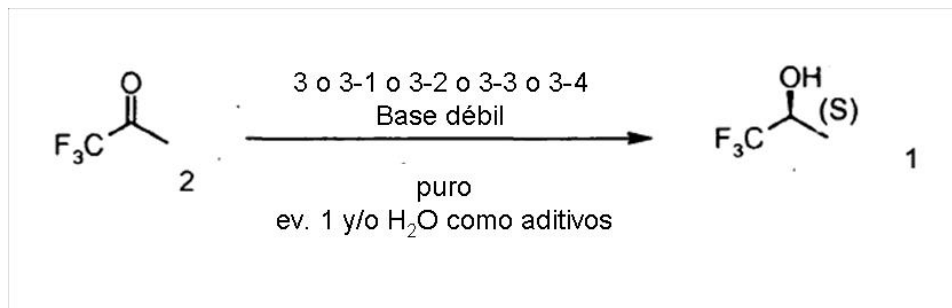 O
3 o 3-1 o 3-2 o 3-3 o 3-4
OH
Base débil
(S)
F₃C
F₃C
2
1
puro
ev. 1 y/o H₂O como aditivos